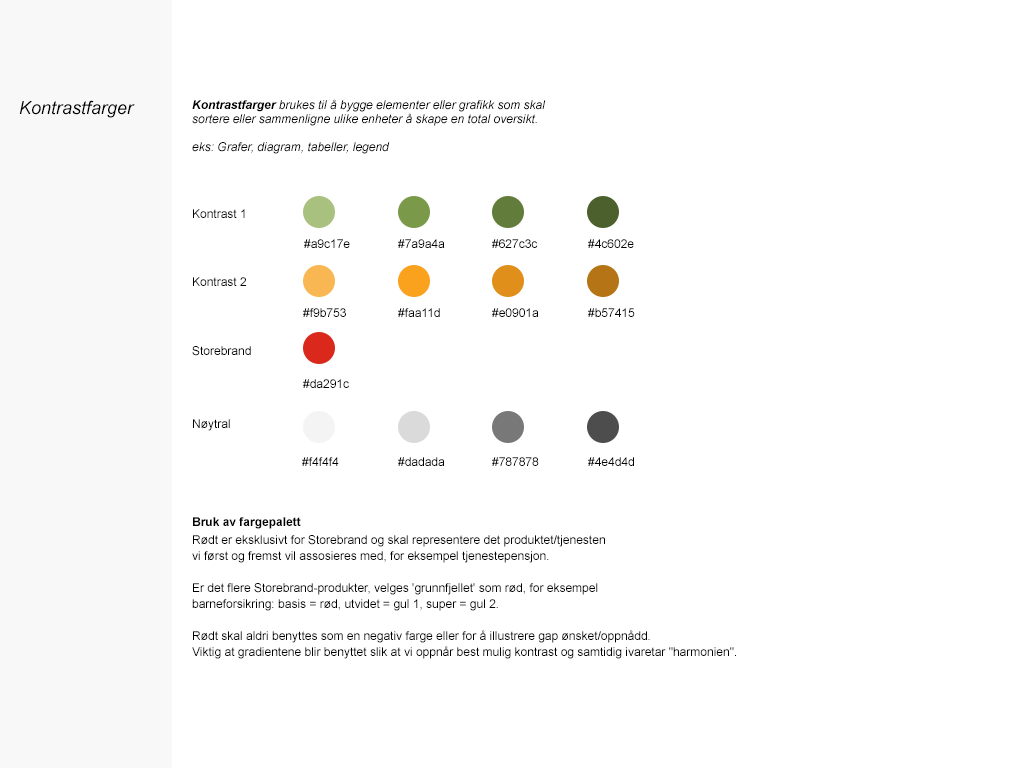 Kontrastfarger
Kontrastfarger brukes til å bygge elementer eller grafikk som skal
sortere eller sammenligne ulike enheter å skape en total oversikt.
eks: Grafer, diagram, tabeller, legend
Kontrast 1
#a9c17e #7a9a4a #627c3c #4c602e
Kontrast 2
#f9b753 #faa11d #e0901a #b57415
Storebrand
#da291c
Nøytral
#f4f4f4 #dadada #787878 #4e4d4d
Bruk av fargepalett
Rødt er eksklusivt for Storebrand og skal representere det produktet/tjenesten
vi først og fremst vil assosieres med, for eksempel tjenestepensjon.
Er det flere Storebrand-produkter, velges 'grunnfjellet' som rød, for eksempel
barneforsikring: basis = rød, utvidet = gul 1, super = gul 2.
Rødt skal aldri benyttes som en negativ farge eller for å illustrere gap ønsket/oppnådd.
Viktig at gradientene blir benyttet slik at vi oppnår best mulig kontrast og samtidig ivaretar "harmonien".